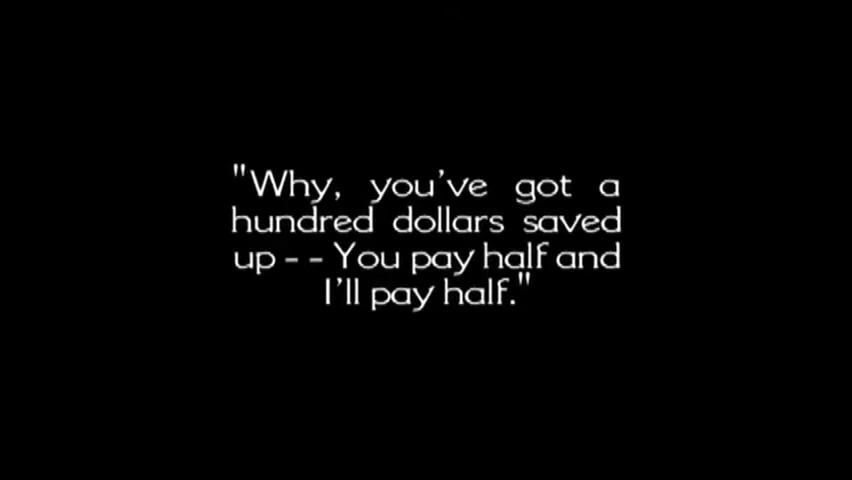 "Why, you've got a
hundred dollars saved
up - - You pay half and
I'll pay half."